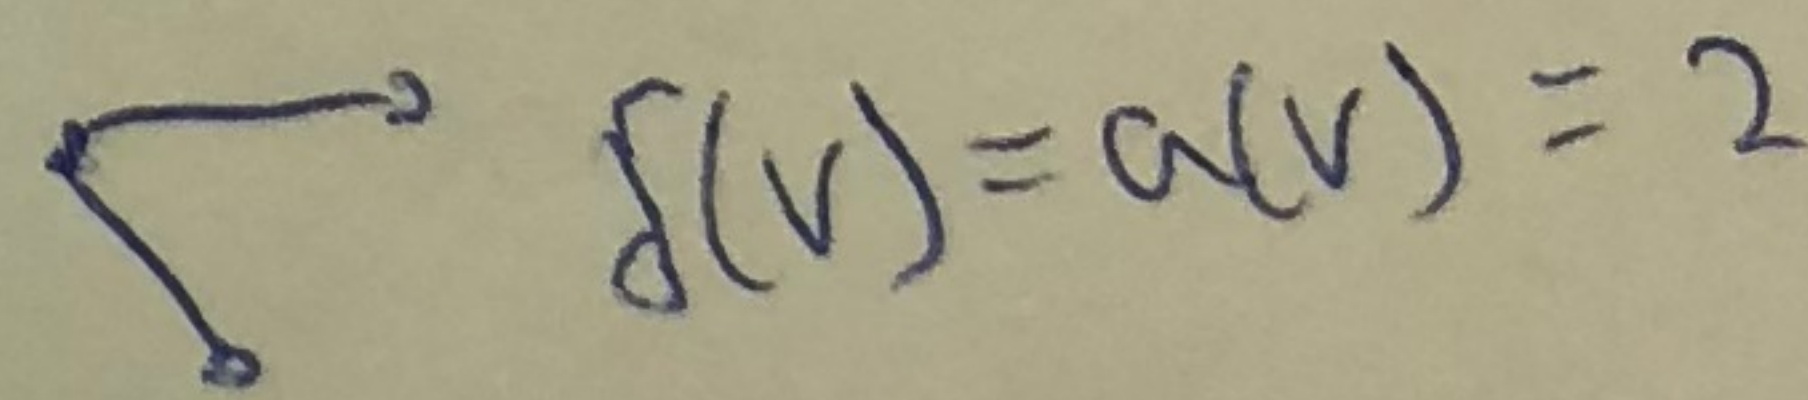 δ(v) = a(v) = 2